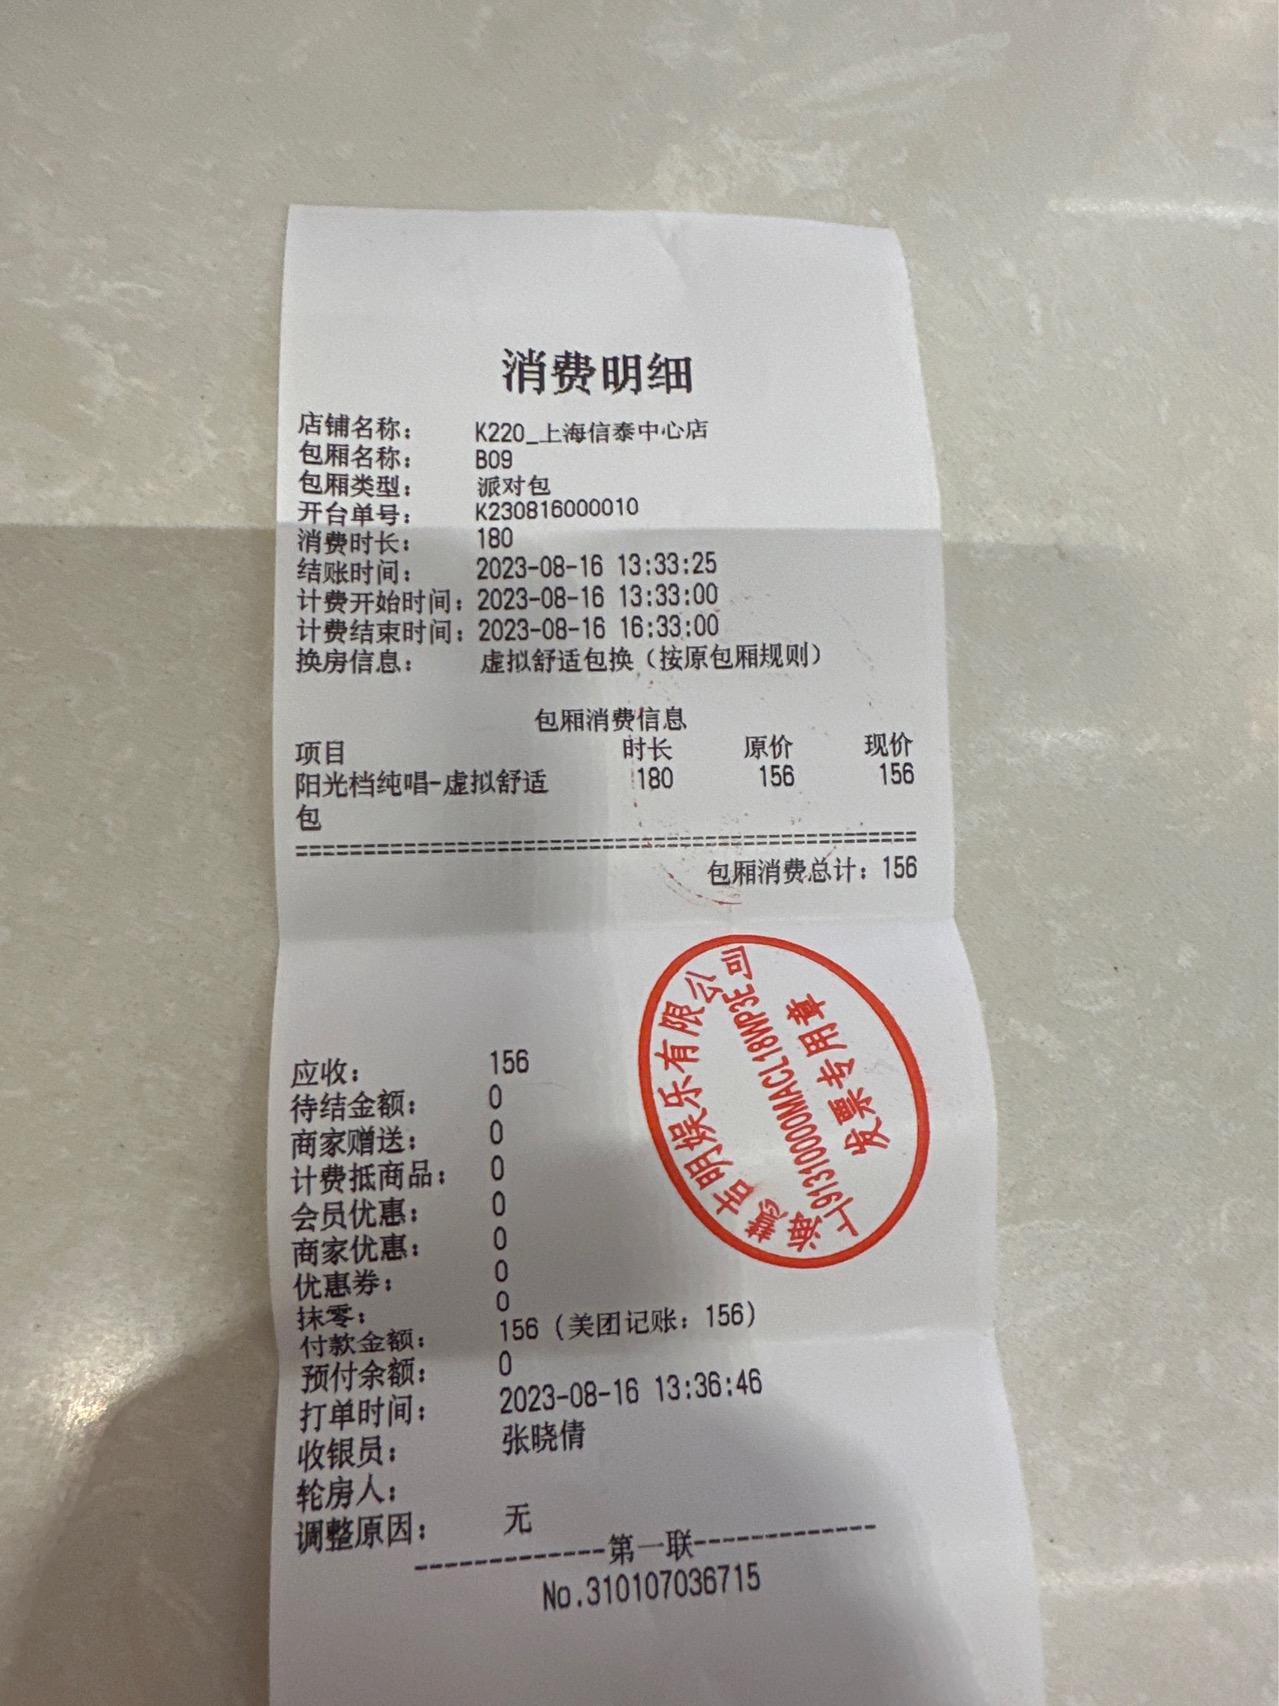 消费明细
店铺名称： K220_上海信泰中心店
包厢名称： B09
包厢类型： 派对包
开台单号： K230816000010
消费时长： 180
结账时间： 2023-08-16 13:33:25
计费开始时间：2023-08-16 13:33:00
计费结束时间：2023-08-16 16:33:00
换房信息： 虚拟舒适包换（按原包厢规则）
包厢消费信息
项目 时长 原价 现价
阳光档纯唱-虚拟舒适 180 156 156
包
包厢消费总计：156
上海慧吉明娱乐有限公司
91310000MACL18WP3E
发票专用章
应收： 156
待结金额： 0
商家赠送： 0
计费抵商品： 0
会员优惠： 0
商家优惠： 0
优惠券： 0
抹零： 0
付款金额： 156（美团记账：156）
预付余额： 0
打单时间： 2023-08-16 13:36:46
收银员： 张晓倩
轮房人：
调整原因： 无
-------------第一联-------------
No.310107036715